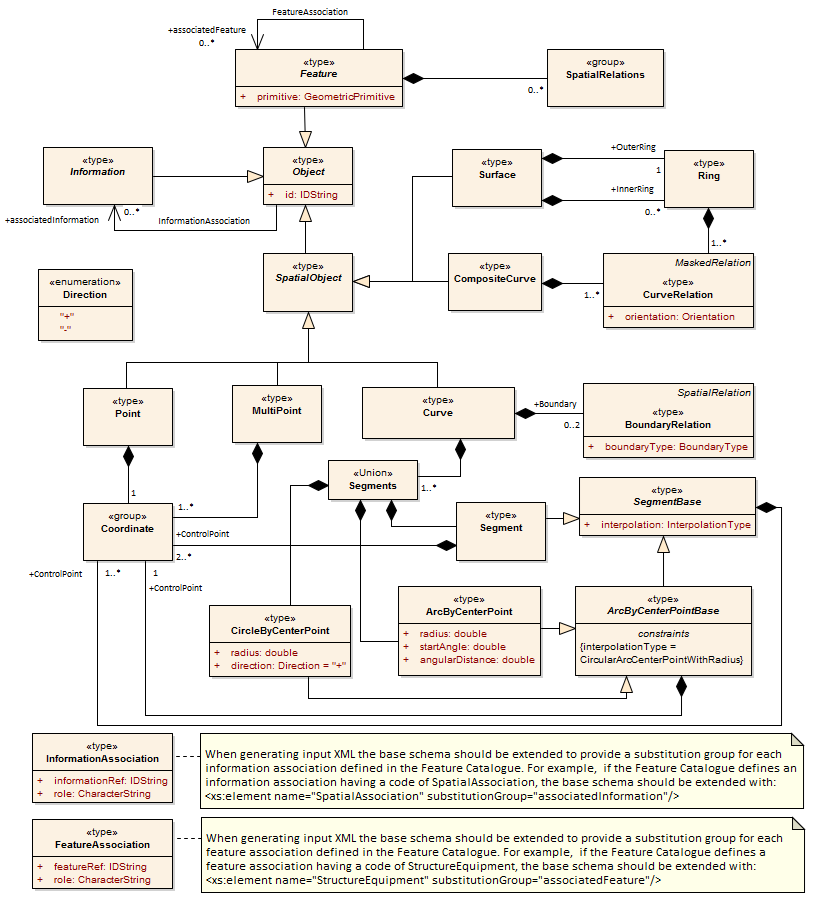 FeatureAssociation
+associatedFeature
0..*
«type»
Feature
+ primitive: GeometricPrimitive
0..*
«group»
SpatialRelations
«type»
Information
+associatedInformation
0..*
InformationAssociation
«type»
Object
+ id: IDString
«type»
Surface
+OuterRing
1
+InnerRing
0..*
«type»
Ring
1..*
«enumeration»
Direction
"+"
"-"
«type»
SpatialObject
«type»
CompositeCurve
1..*
MaskedRelation
«type»
CurveRelation
+ orientation: Orientation
«type»
Point
1
«type»
MultiPoint
1..*
«type»
Curve
1..*
+Boundary
0..2
SpatialRelation
«type»
BoundaryRelation
+ boundaryType: BoundaryType
«Union»
Segments
«group»
Coordinate
+ControlPoint
2..*
«type»
Segment
«type»
SegmentBase
+ interpolation: InterpolationType
+ControlPoint
1..*
1
+ControlPoint
«type»
CircleByCenterPoint
+ radius: double
+ direction: Direction = "+"
«type»
ArcByCenterPoint
+ radius: double
+ startAngle: double
+ angularDistance: double
«type»
ArcByCenterPointBase
constraints
{interpolationType =
CircularArcCenterPointWithRadius}
«type»
InformationAssociation
+ informationRef: IDString
+ role: CharacterString
When generating input XML the base schema should be extended to provide a substitution group for each
information association defined in the Feature Catalogue. For example, if the Feature Catalogue defines an
information association having a code of SpatialAssociation, the base schema should be extended with:
<xs:element name="SpatialAssociation" substitutionGroup="associatedInformation"/>
«type»
FeatureAssociation
+ featureRef: IDString
+ role: CharacterString
When generating input XML the base schema should be extended to provide a substitution group for each
feature association defined in the Feature Catalogue. For example, if the Feature Catalogue defines a
feature association having a code of StructureEquipment, the base schema should be extended with:
<xs:element name="StructureEquipment" substitutionGroup="associatedFeature"/>